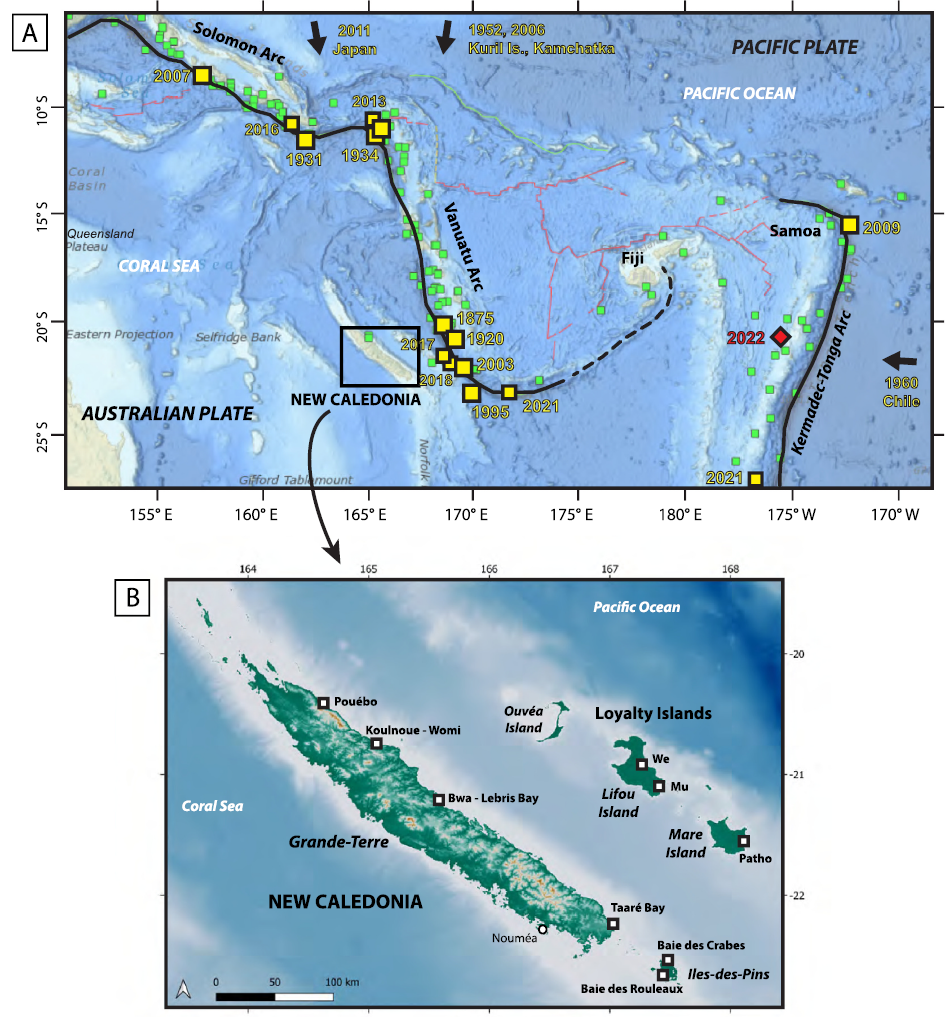 A
Solomon Arc
2011
Japan
1952, 2006
Kuril Is., Kamchatka
PACIFIC PLATE
PACIFIC OCEAN
2007
2013
2016
1931
1934
10°S
Coral
Basin
15°S
Queensland
Plateau
CORAL SEA
Vanuatu Arc
Fiji
Samoa
2009
20°S
Eastern Projection
Selfridge Bank
1875
1920
2017
2003
2018
2022
Kermadec-Tonga Arc
1960
Chile
NEW CALEDONIA
1995
2021
AUSTRALIAN PLATE
25°S
Norfolk
Gifford Tablemount
2021
155°E
160°E
165°E
170°E
175°E
180°E
175°W
170°W
B
164
165
166
167
168
Pacific Ocean
-20
Pouébo
Ouvéa
Island
Loyalty Islands
Koulnoue - Womi
We
-21
Mu
Bwa - Lebris Bay
Lifou
Island
Coral Sea
Grande-Terre
Mare
Island
Patho
NEW CALEDONIA
-22
Taaré Bay
Nouméa
Baie des Crabes
Iles-des-Pins
Baie des Rouleaux
0
50
100 km